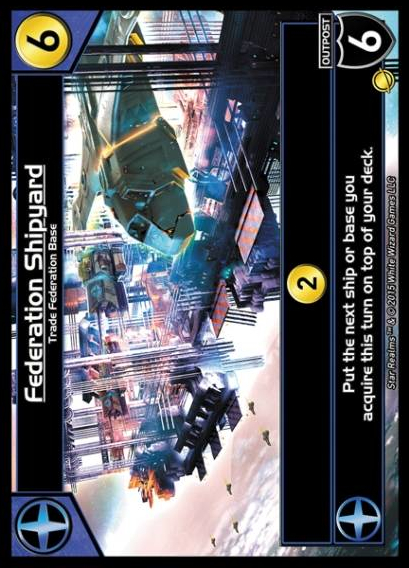 6
Federation Shipyard
Trade Federation Base
2
Put the next ship or base you
acquire this turn on top of your deck.
OUTPOST
6
Star Realms™ & © 2015 White Wizard Games LLC